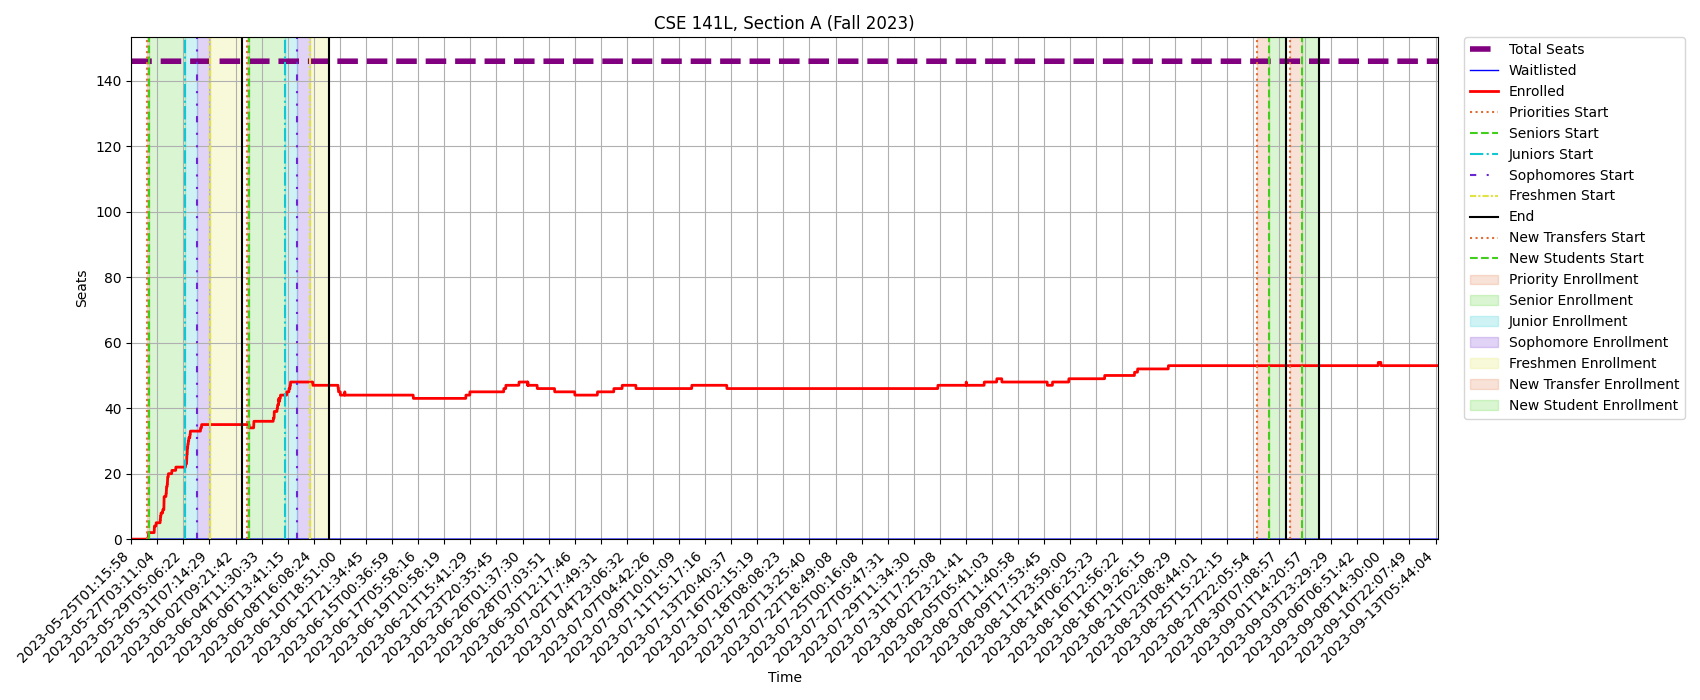 CSE 141L, Section A (Fall 2023)
Seats
140
120
100
80
60
40
20
0
2023-05-25T01:15:58
2023-05-27T03:11:04
2023-05-29T05:06:22
2023-05-31T07:14:29
2023-06-02T09:21:42
2023-06-04T11:30:33
2023-06-06T13:41:15
2023-06-08T16:08:24
2023-06-10T18:51:00
2023-06-12T21:34:45
2023-06-15T00:36:59
2023-06-17T05:58:16
2023-06-19T10:58:19
2023-06-21T15:41:29
2023-06-23T20:35:45
2023-06-26T01:37:30
2023-06-28T07:03:51
2023-06-30T12:17:46
2023-07-02T17:49:31
2023-07-04T23:06:32
2023-07-07T04:42:26
2023-07-09T10:01:09
2023-07-11T15:17:16
2023-07-13T20:40:37
2023-07-16T02:15:19
2023-07-18T08:08:23
2023-07-20T13:25:40
2023-07-22T18:49:08
2023-07-25T00:16:08
2023-07-27T05:47:31
2023-07-29T11:34:30
2023-07-31T17:25:08
2023-08-02T23:21:41
2023-08-05T05:41:03
2023-08-07T11:40:58
2023-08-09T17:53:45
2023-08-11T23:59:00
2023-08-14T06:25:23
2023-08-16T12:56:22
2023-08-18T19:26:15
2023-08-21T02:08:29
2023-08-23T08:44:01
2023-08-25T15:22:15
2023-08-27T22:05:54
2023-08-30T07:08:57
2023-09-01T14:20:57
2023-09-03T23:29:29
2023-09-06T06:51:42
2023-09-08T14:30:00
2023-09-10T22:07:49
2023-09-13T05:44:04
Time
Total Seats
Waitlisted
Enrolled
Priorities Start
Seniors Start
Juniors Start
Sophomores Start
Freshmen Start
End
New Transfers Start
New Students Start
Priority Enrollment
Senior Enrollment
Junior Enrollment
Sophomore Enrollment
Freshmen Enrollment
New Transfer Enrollment
New Student Enrollment